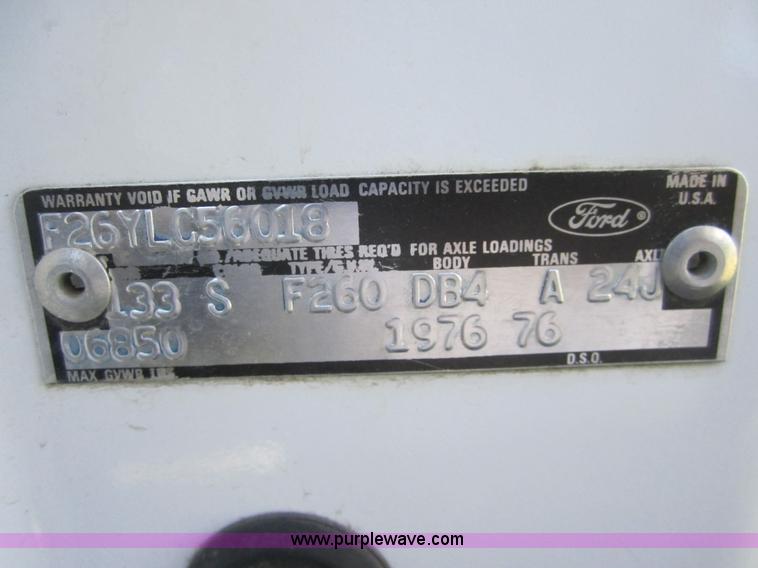 WARRANTY VOID IF GAWR OR GVWR LOAD CAPACITY IS EXCEEDED
MADE IN
U.S.A.
Ford ®
F26YLC56018
ADEQUATE TIRES REQ'D FOR AXLE LOADINGS
BODY TRANS
133 S F260 DB4 A 24J
06850 1976 76
MAX GVWR LBS D.S.O.
www.purplewave.com